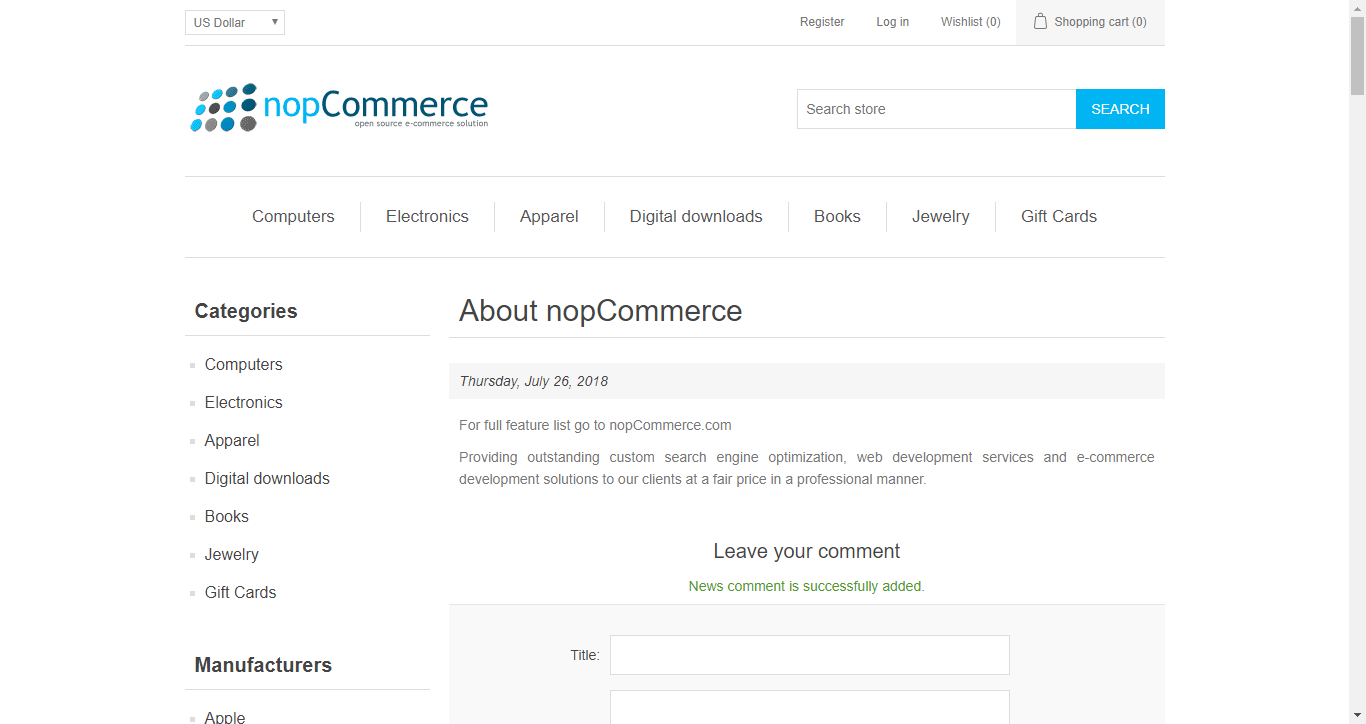 US Dollar
Register
Log in
Wishlist (0)
Shopping cart (0)
nopCommerce
open source e-commerce solution
Search store
SEARCH
Computers
Electronics
Apparel
Digital downloads
Books
Jewelry
Gift Cards
Categories
Computers
Electronics
Apparel
Digital downloads
Books
Jewelry
Gift Cards
Manufacturers
Apple
About nopCommerce
Thursday, July 26, 2018
For full feature list go to nopCommerce.com
Providing outstanding custom search engine optimization, web development services and e-commerce
development solutions to our clients at a fair price in a professional manner.
Leave your comment
News comment is successfully added.
Title: